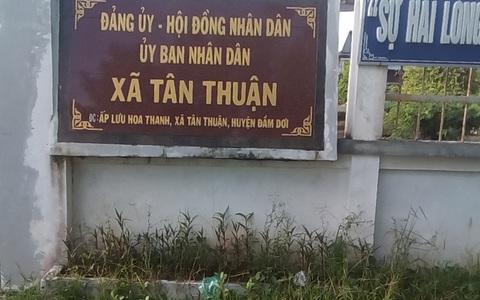 ĐẢNG ỦY - HỘI ĐỒNG NHÂN DÂN
ỦY BAN NHÂN DÂN
XÃ TÂN THUẬN
ĐC: ẤP LƯU HOA THANH, XÃ TÂN THUẬN, HUYỆN ĐẦM DƠI
"SỰ HÀI LÒNG